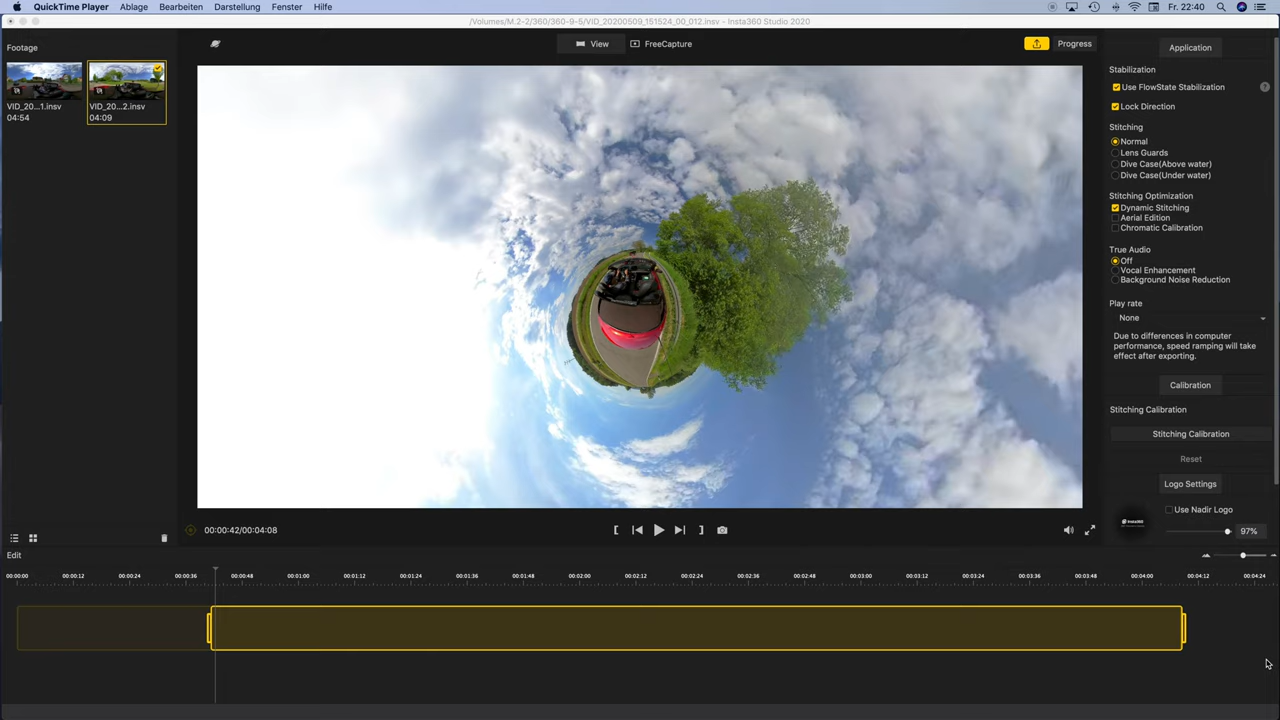 QuickTime Player Ablage Bearbeiten Darstellung Fenster Hilfe Fr. 22:40
/Volumes/M.2-2/360/360-9-5/VID_20200509_151524_00_012.insv - Insta360 Studio 2020
Footage
View
FreeCapture
Progress
Application
VID_20...1.insv
04:54
VID_20...2.insv
04:09
Stabilization
Use FlowState Stabilization ?
Lock Direction
Stitching
Normal
Lens Guards
Dive Case(Above water)
Dive Case(Under water)
Stitching Optimization
Dynamic Stitching
Aerial Edition
Chromatic Calibration
True Audio
Off
Vocal Enhancement
Background Noise Reduction
Play rate
None
Due to differences in computer
performance, speed ramping will take
effect after exporting.
Calibration
Stitching Calibration
Stitching Calibration
Reset
Logo Settings
Use Nadir Logo
Insta360
97%
00:00:42/00:04:08
Edit
00:00:00 00:00:12 00:00:24 00:00:36 00:00:48 00:01:00 00:01:12 00:01:24 00:01:36 00:01:48 00:02:00 00:02:12 00:02:24 00:02:36 00:02:48 00:03:00 00:03:12 00:03:24 00:03:36 00:03:48 00:04:00 00:04:12 00:04:24